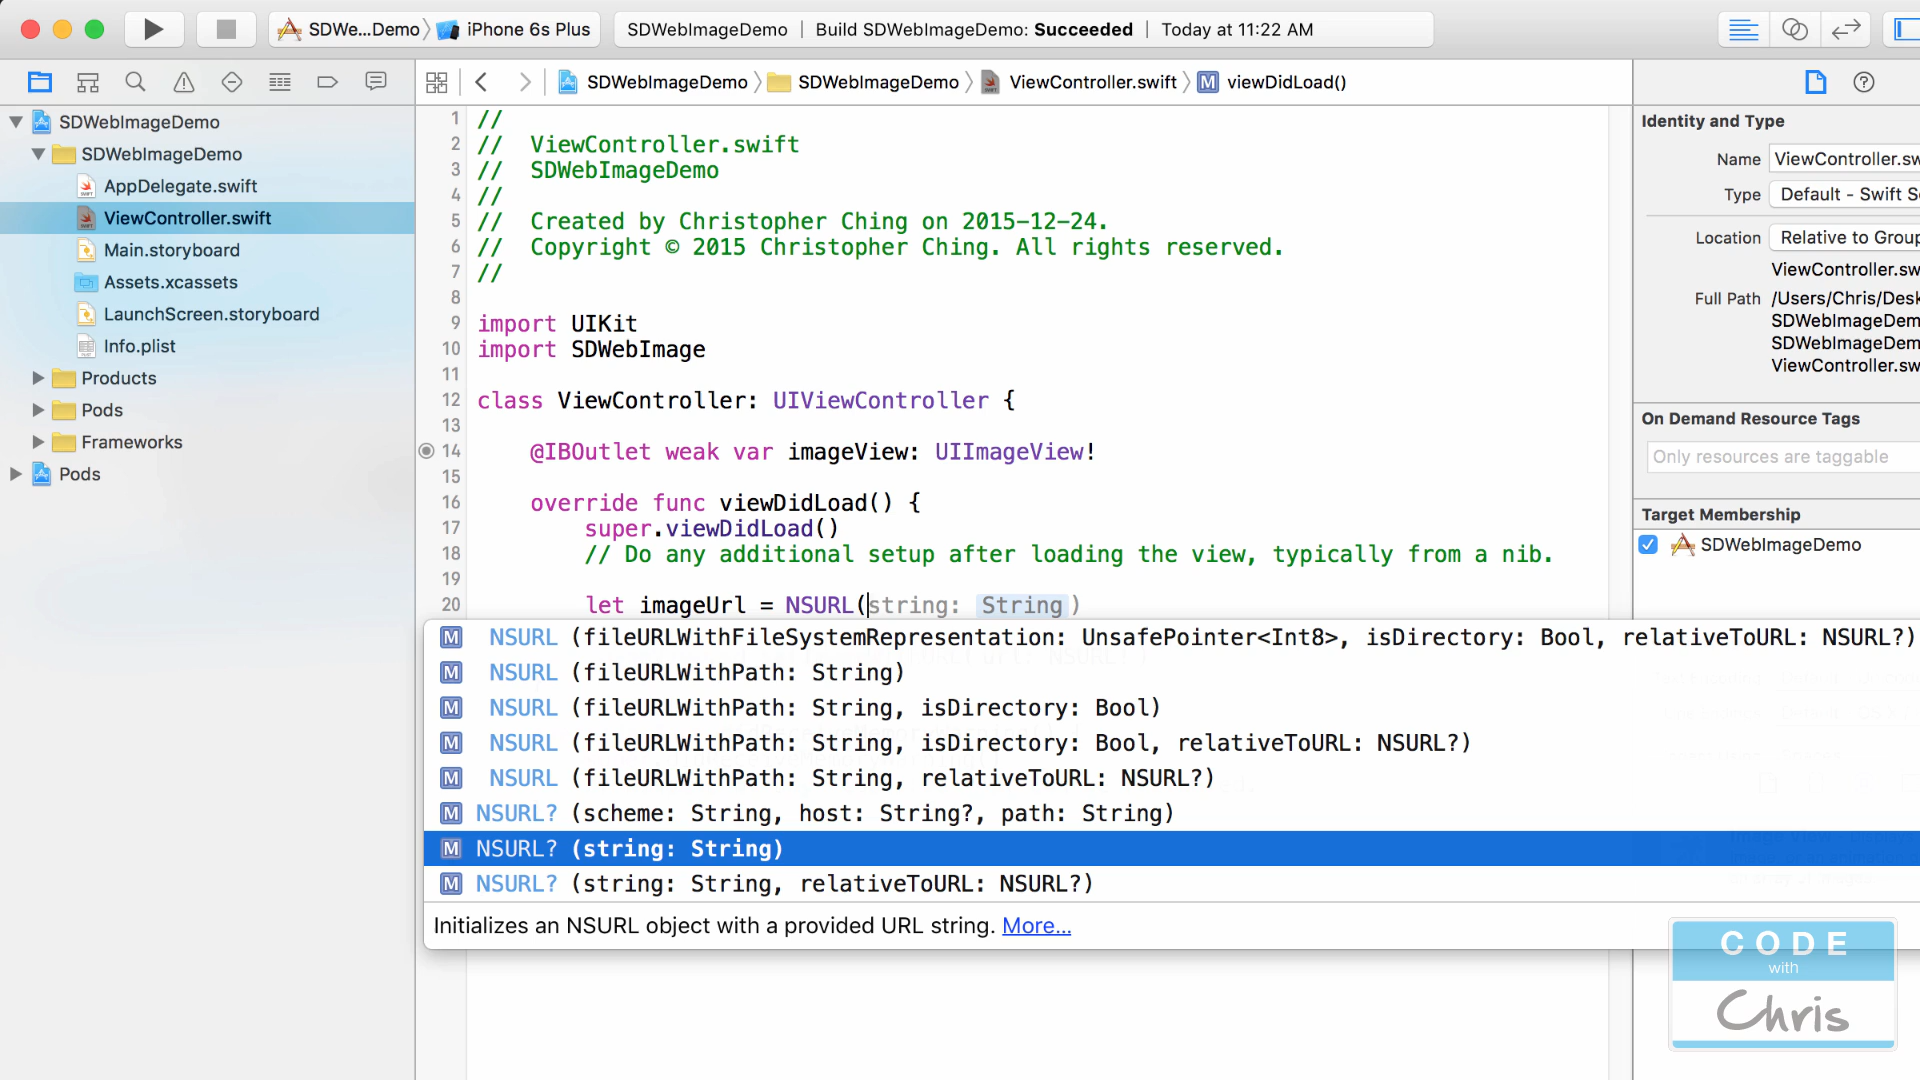 SDWe...Demo
iPhone 6s Plus
SDWebImageDemo | Build SDWebImageDemo: Succeeded | Today at 11:22 AM
SDWebImageDemo
SDWebImageDemo
ViewController.swift
M viewDidLoad()
SDWebImageDemo
SDWebImageDemo
AppDelegate.swift
ViewController.swift
Main.storyboard
Assets.xcassets
LaunchScreen.storyboard
Info.plist
Products
Pods
Frameworks
Pods
1 //
2 //  ViewController.swift
3 //  SDWebImageDemo
4 //
5 //  Created by Christopher Ching on 2015-12-24.
6 //  Copyright © 2015 Christopher Ching. All rights reserved.
7 //
8
9 import UIKit
10 import SDWebImage
11
12 class ViewController: UIViewController {
13
14 @IBOutlet weak var imageView: UIImageView!
15
16 override func viewDidLoad() {
17 super.viewDidLoad()
18 // Do any additional setup after loading the view, typically from a nib.
19
20 let imageUrl = NSURL(string: String)
M NSURL (fileURLWithFileSystemRepresentation: UnsafePointer<Int8>, isDirectory: Bool, relativeToURL: NSURL?)
M NSURL (fileURLWithPath: String)
M NSURL (fileURLWithPath: String, isDirectory: Bool)
M NSURL (fileURLWithPath: String, isDirectory: Bool, relativeToURL: NSURL?)
M NSURL (fileURLWithPath: String, relativeToURL: NSURL?)
M NSURL? (scheme: String, host: String?, path: String)
M NSURL? (string: String)
M NSURL? (string: String, relativeToURL: NSURL?)
Initializes an NSURL object with a provided URL string. More...
Identity and Type
Name ViewController.sw
Type Default - Swift So
Location Relative to Group
ViewController.sw
Full Path /Users/Chris/Desk
SDWebImageDem
SDWebImageDem
ViewController.sw
On Demand Resource Tags
Only resources are taggable
Target Membership
SDWebImageDemo
CODE
with
Chris